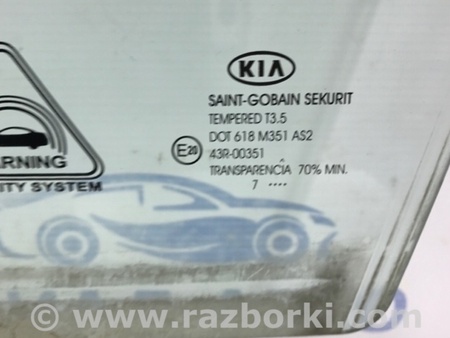 KIA
SAINT-GOBAIN SEKURIT
TEMPERED T3.5
DOT 618 M351 AS2
E20
43R-00351
TRANSPARENCIA 70% MIN.
7 ····
ARNING
ITY SYSTEM
www.razborki.com